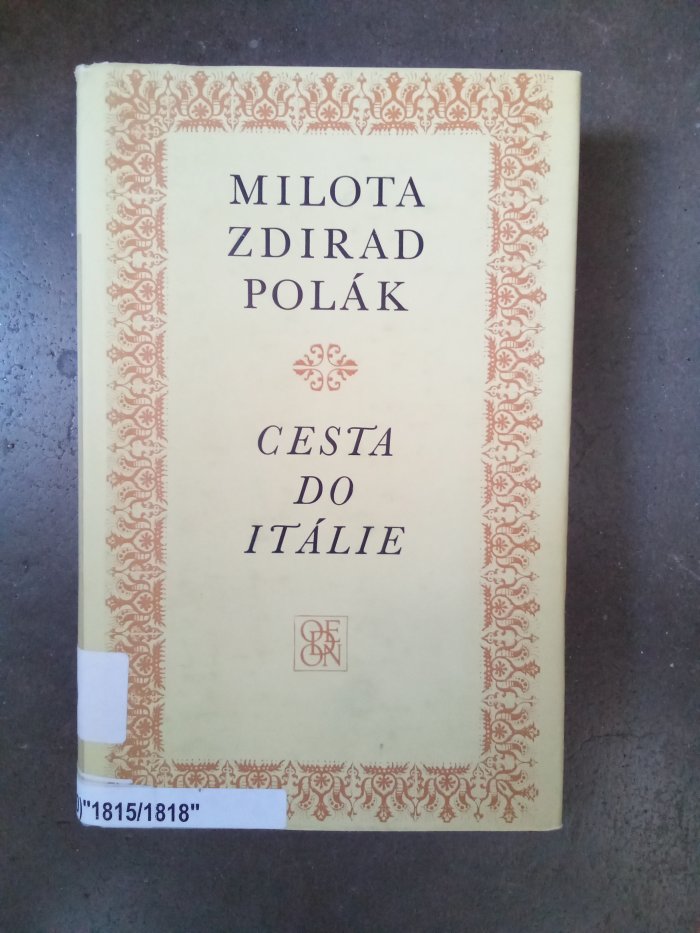 MILOTA
ZDIRAD
POLÁK
CESTA
DO
ITÁLIE
ODEON
)"1815/1818"